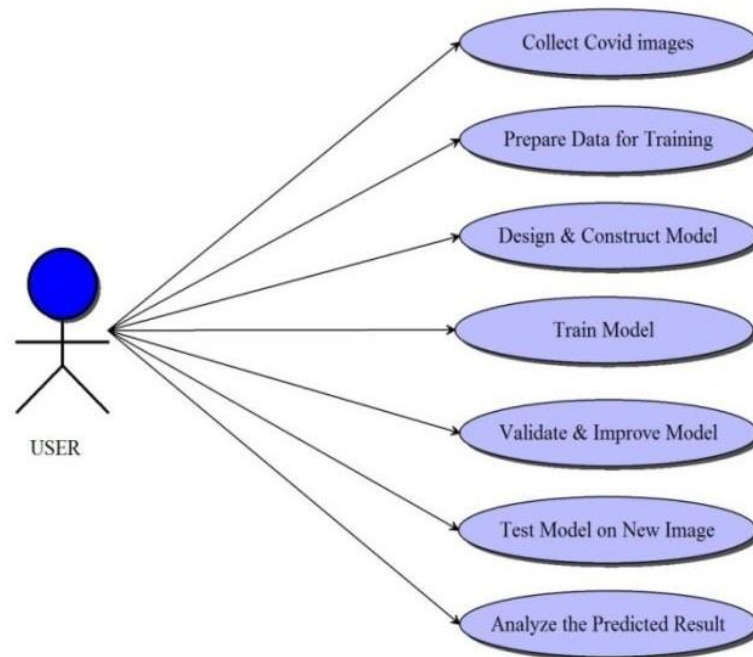 Collect Covid images
Prepare Data for Training
Design & Construct Model
Train Model
Validate & Improve Model
USER
Test Model on New Image
Analyze the Predicted Result